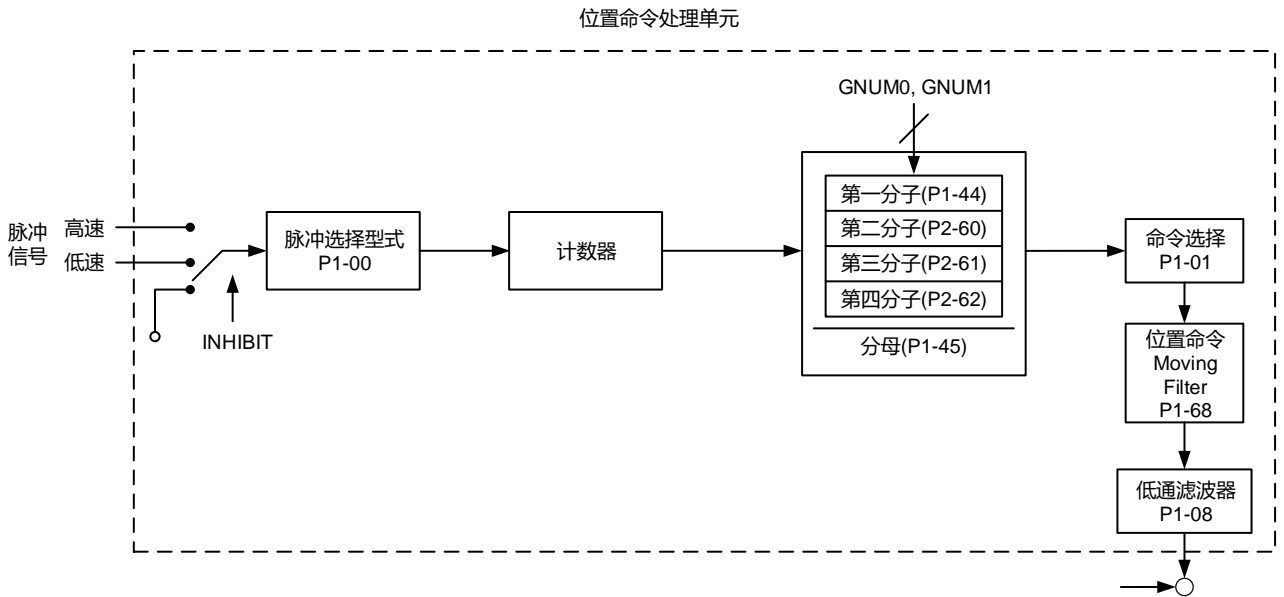 位置命令处理单元
GNUM0, GNUM1
脉冲
信号
高速
低速
INHIBIT
脉冲选择型式
P1-00
计数器
第一分子(P1-44)
第二分子(P2-60)
第三分子(P2-61)
第四分子(P2-62)
分母(P1-45)
命令选择
P1-01
位置命令
Moving
Filter
P1-68
低通滤波器
P1-08